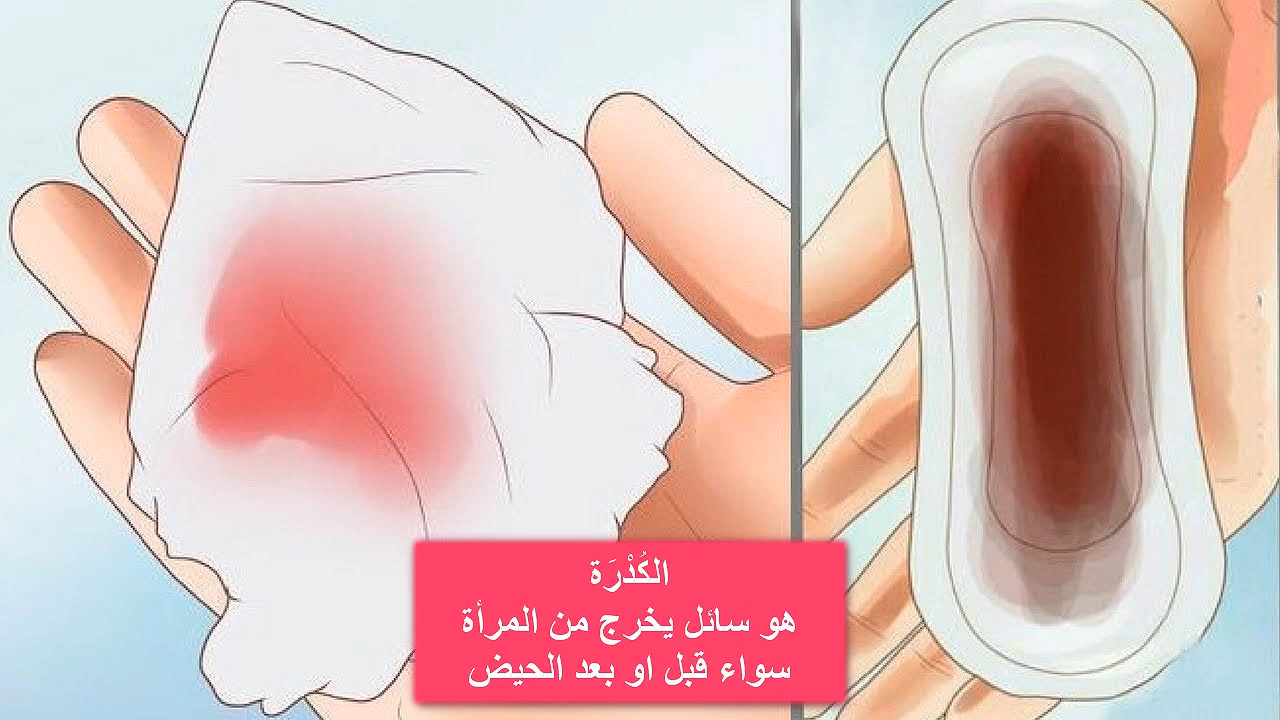 الكُدْرَة
هو سائل يخرج من المرأة
سواء قبل او بعد الحيض